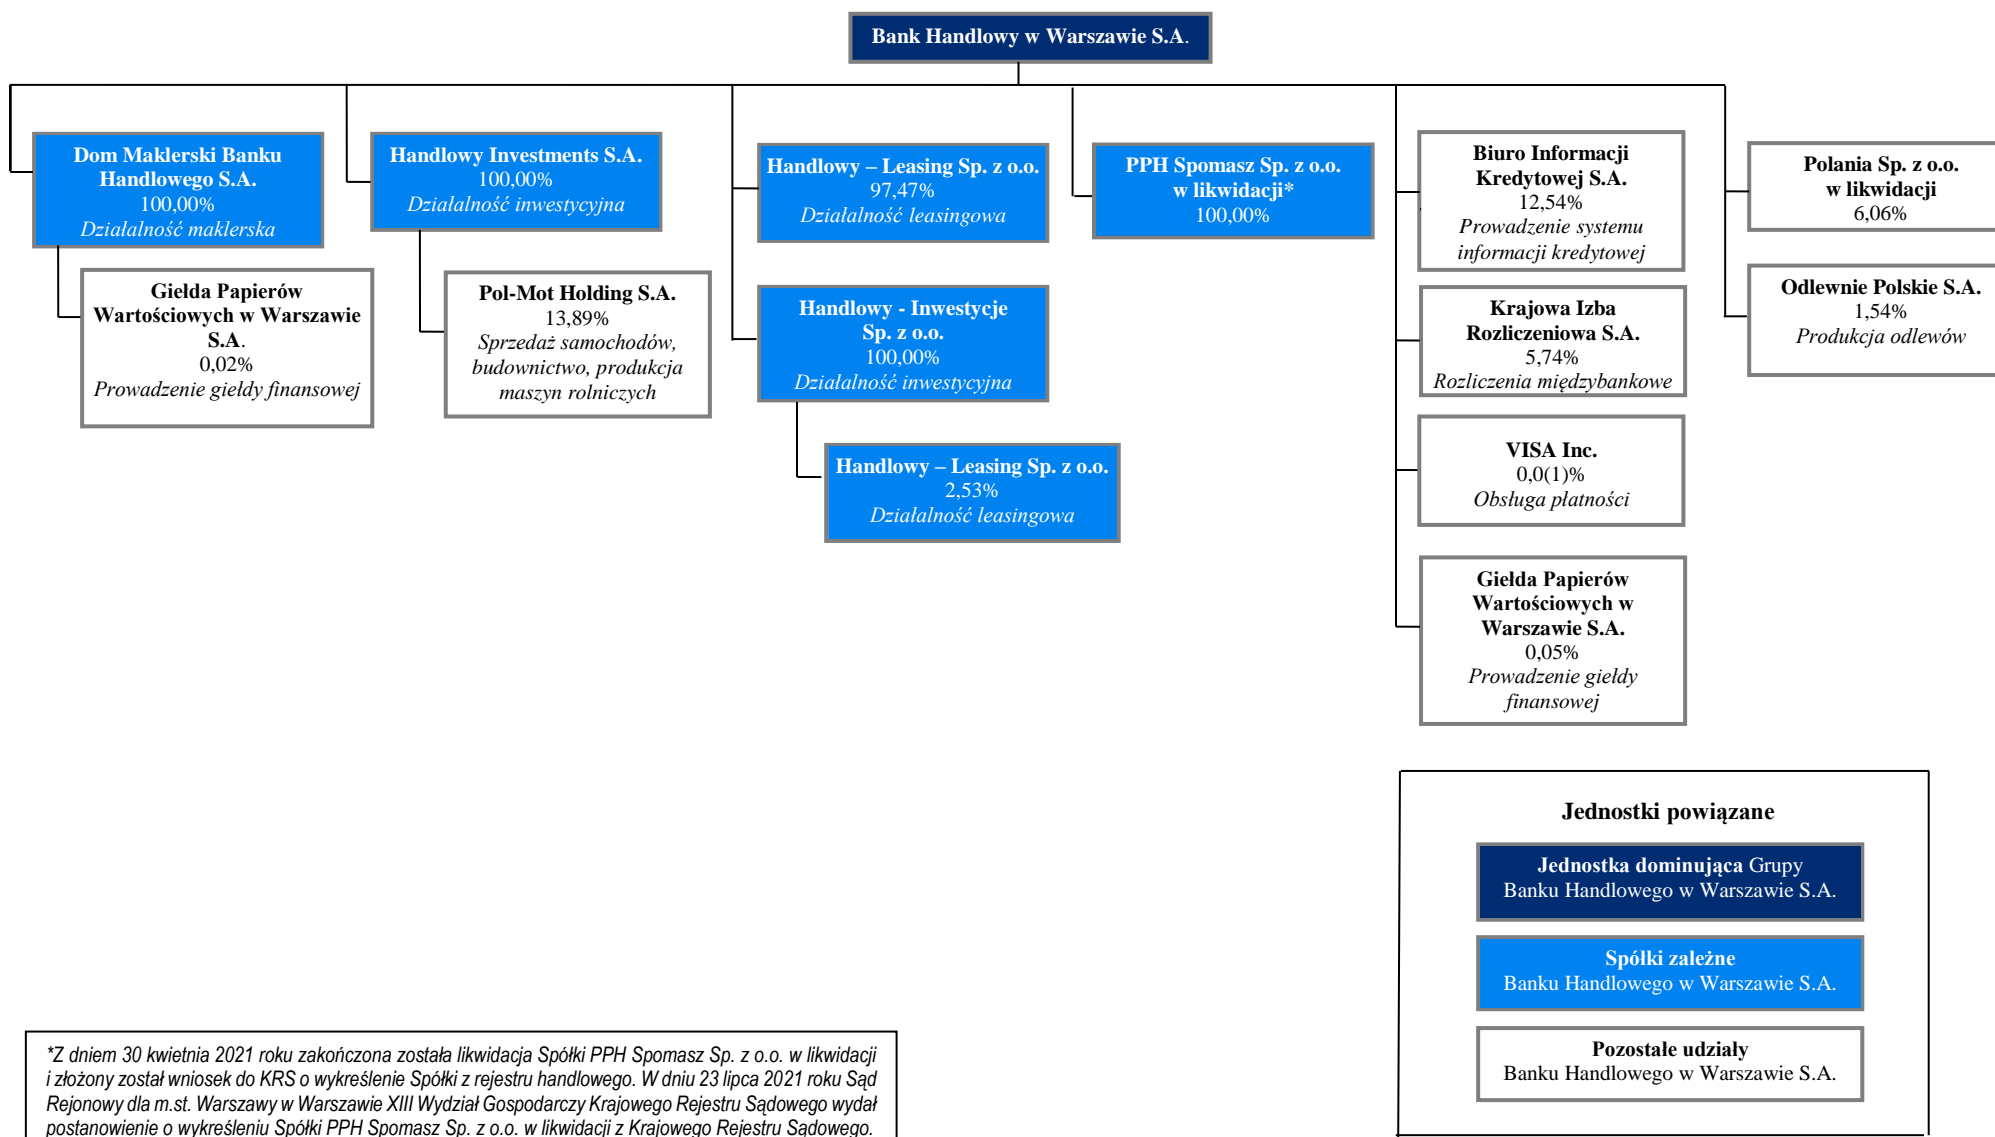 Bank Handlowy w Warszawie S.A.
Dom Maklerski Banku
Handlowego S.A.
100,00%
Działalność maklerska
Giełda Papierów
Wartościowych w Warszawie
S.A.
0,02%
Prowadzenie giełdy finansowej
Handlowy Investments S.A.
100,00%
Działalność inwestycyjna
Pol-Mot Holding S.A.
13,89%
Sprzedaż samochodów,
budownictwo, produkcja
maszyn rolniczych
Handlowy – Leasing Sp. z o.o.
97,47%
Działalność leasingowa
Handlowy - Inwestycje
Sp. z o.o.
100,00%
Działalność inwestycyjna
Handlowy – Leasing Sp. z o.o.
2,53%
Działalność leasingowa
PPH Spomasz Sp. z o.o.
w likwidacji*
100,00%
Biuro Informacji
Kredytowej S.A.
12,54%
Prowadzenie systemu
informacji kredytowej
Krajowa Izba
Rozliczeniowa S.A.
5,74%
Rozliczenia międzybankowe
VISA Inc.
0,0(1)%
Obsługa płatności
Giełda Papierów
Wartościowych w
Warszawie S.A.
0,05%
Prowadzenie giełdy
finansowej
Polania Sp. z o.o.
w likwidacji
6,06%
Odlewnie Polskie S.A.
1,54%
Produkcja odlewów
Jednostki powiązane
Jednostka dominująca Grupy
Banku Handlowego w Warszawie S.A.
Spółki zależne
Banku Handlowego w Warszawie S.A.
Pozostałe udziały
Banku Handlowego w Warszawie S.A.
*Z dniem 30 kwietnia 2021 roku zakończona została likwidacja Spółki PPH Spomasz Sp. z o.o. w likwidacji
i złożony został wniosek do KRS o wykreślenie Spółki z rejestru handlowego. W dniu 23 lipca 2021 roku Sąd
Rejonowy dla m.st. Warszawy w Warszawie XIII Wydział Gospodarczy Krajowego Rejestru Sądowego wydał
postanowienie o wykreśleniu Spółki PPH Spomasz Sp. z o.o. w likwidacji z Krajowego Rejestru Sądowego.